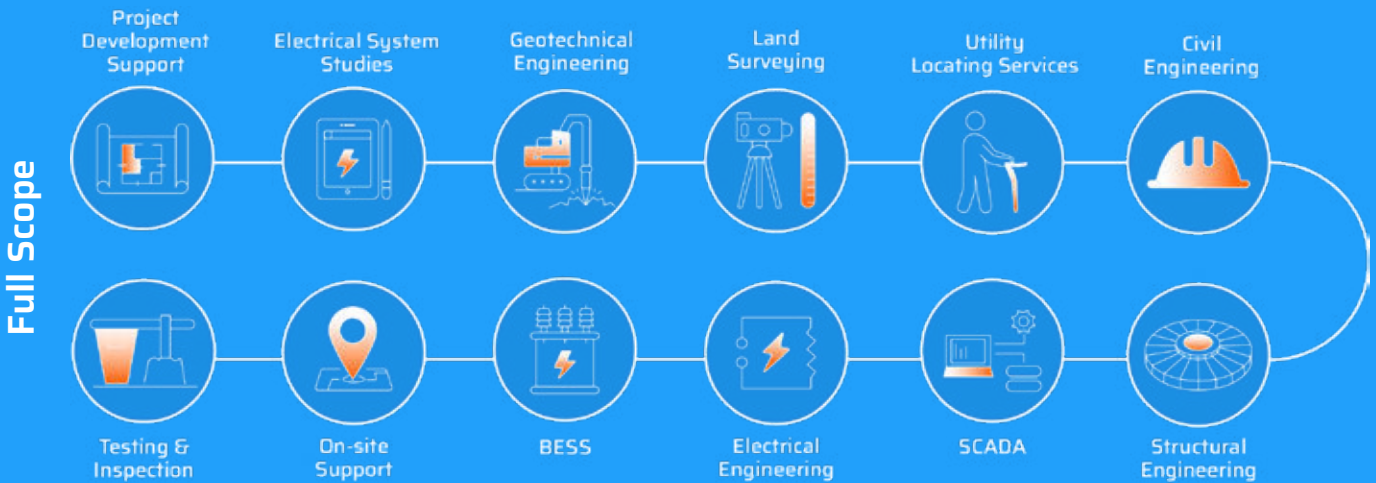 Full Scope
Project
Development
Support
Electrical System
Studies
Geotechnical
Engineering
Land
Surveying
Utility
Locating Services
Civil
Engineering
Testing &
Inspection
On-site
Support
BESS
Electrical
Engineering
SCADA
Structural
Engineering